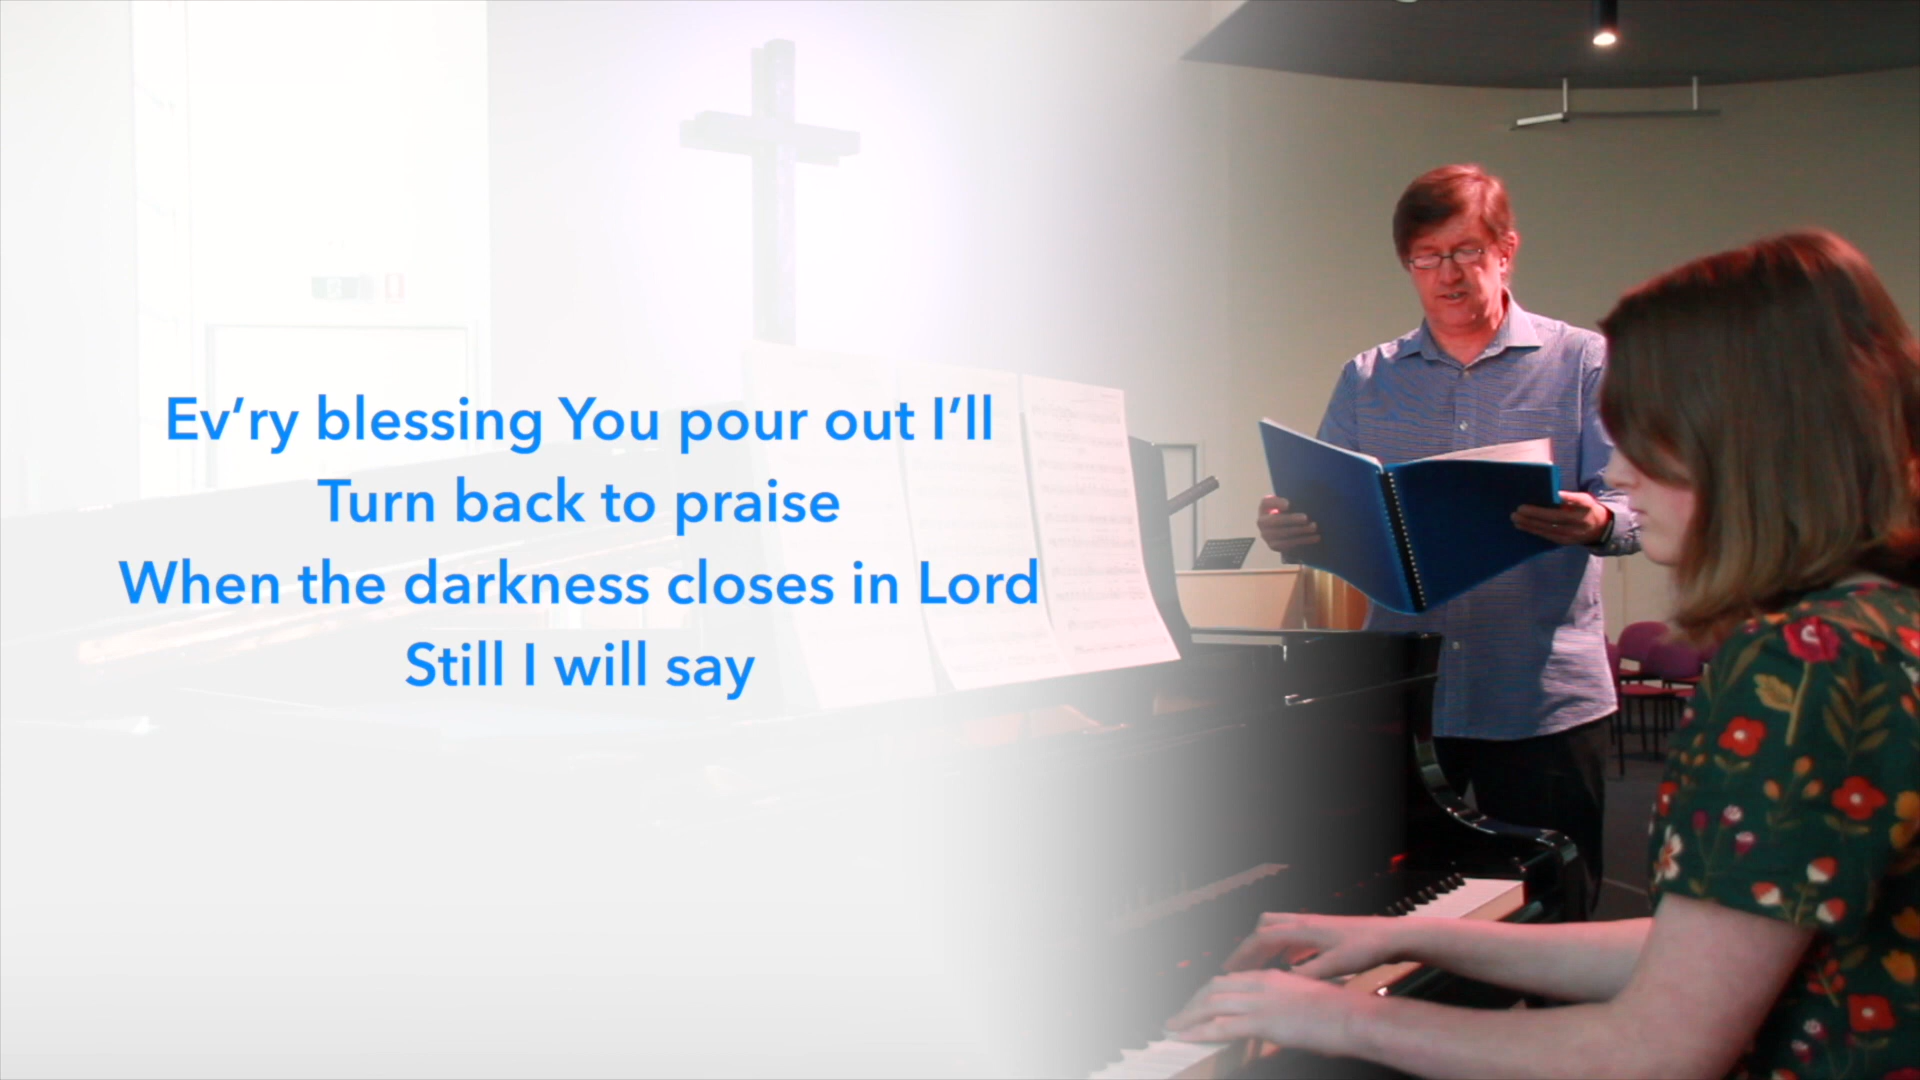 Ev’ry blessing You pour out I’ll
Turn back to praise
When the darkness closes in Lord
Still I will say